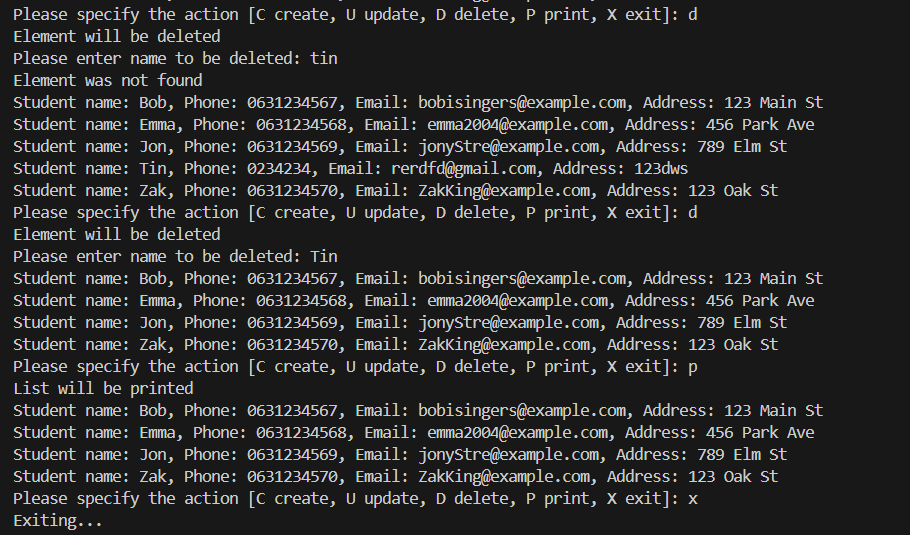 Please specify the action [C create, U update, D delete, P print, X exit]: d
Element will be deleted
Please enter name to be deleted: tin
Element was not found
Student name: Bob, Phone: 0631234567, Email: bobisingers@example.com, Address: 123 Main St
Student name: Emma, Phone: 0631234568, Email: emma2004@example.com, Address: 456 Park Ave
Student name: Jon, Phone: 0631234569, Email: jonyStre@example.com, Address: 789 Elm St
Student name: Tin, Phone: 0234234, Email: rerdfd@gmail.com, Address: 123dws
Student name: Zak, Phone: 0631234570, Email: ZakKing@example.com, Address: 123 Oak St
Please specify the action [C create, U update, D delete, P print, X exit]: d
Element will be deleted
Please enter name to be deleted: Tin
Student name: Bob, Phone: 0631234567, Email: bobisingers@example.com, Address: 123 Main St
Student name: Emma, Phone: 0631234568, Email: emma2004@example.com, Address: 456 Park Ave
Student name: Jon, Phone: 0631234569, Email: jonyStre@example.com, Address: 789 Elm St
Student name: Zak, Phone: 0631234570, Email: ZakKing@example.com, Address: 123 Oak St
Please specify the action [C create, U update, D delete, P print, X exit]: p
List will be printed
Student name: Bob, Phone: 0631234567, Email: bobisingers@example.com, Address: 123 Main St
Student name: Emma, Phone: 0631234568, Email: emma2004@example.com, Address: 456 Park Ave
Student name: Jon, Phone: 0631234569, Email: jonyStre@example.com, Address: 789 Elm St
Student name: Zak, Phone: 0631234570, Email: ZakKing@example.com, Address: 123 Oak St
Please specify the action [C create, U update, D delete, P print, X exit]: x
Exiting...